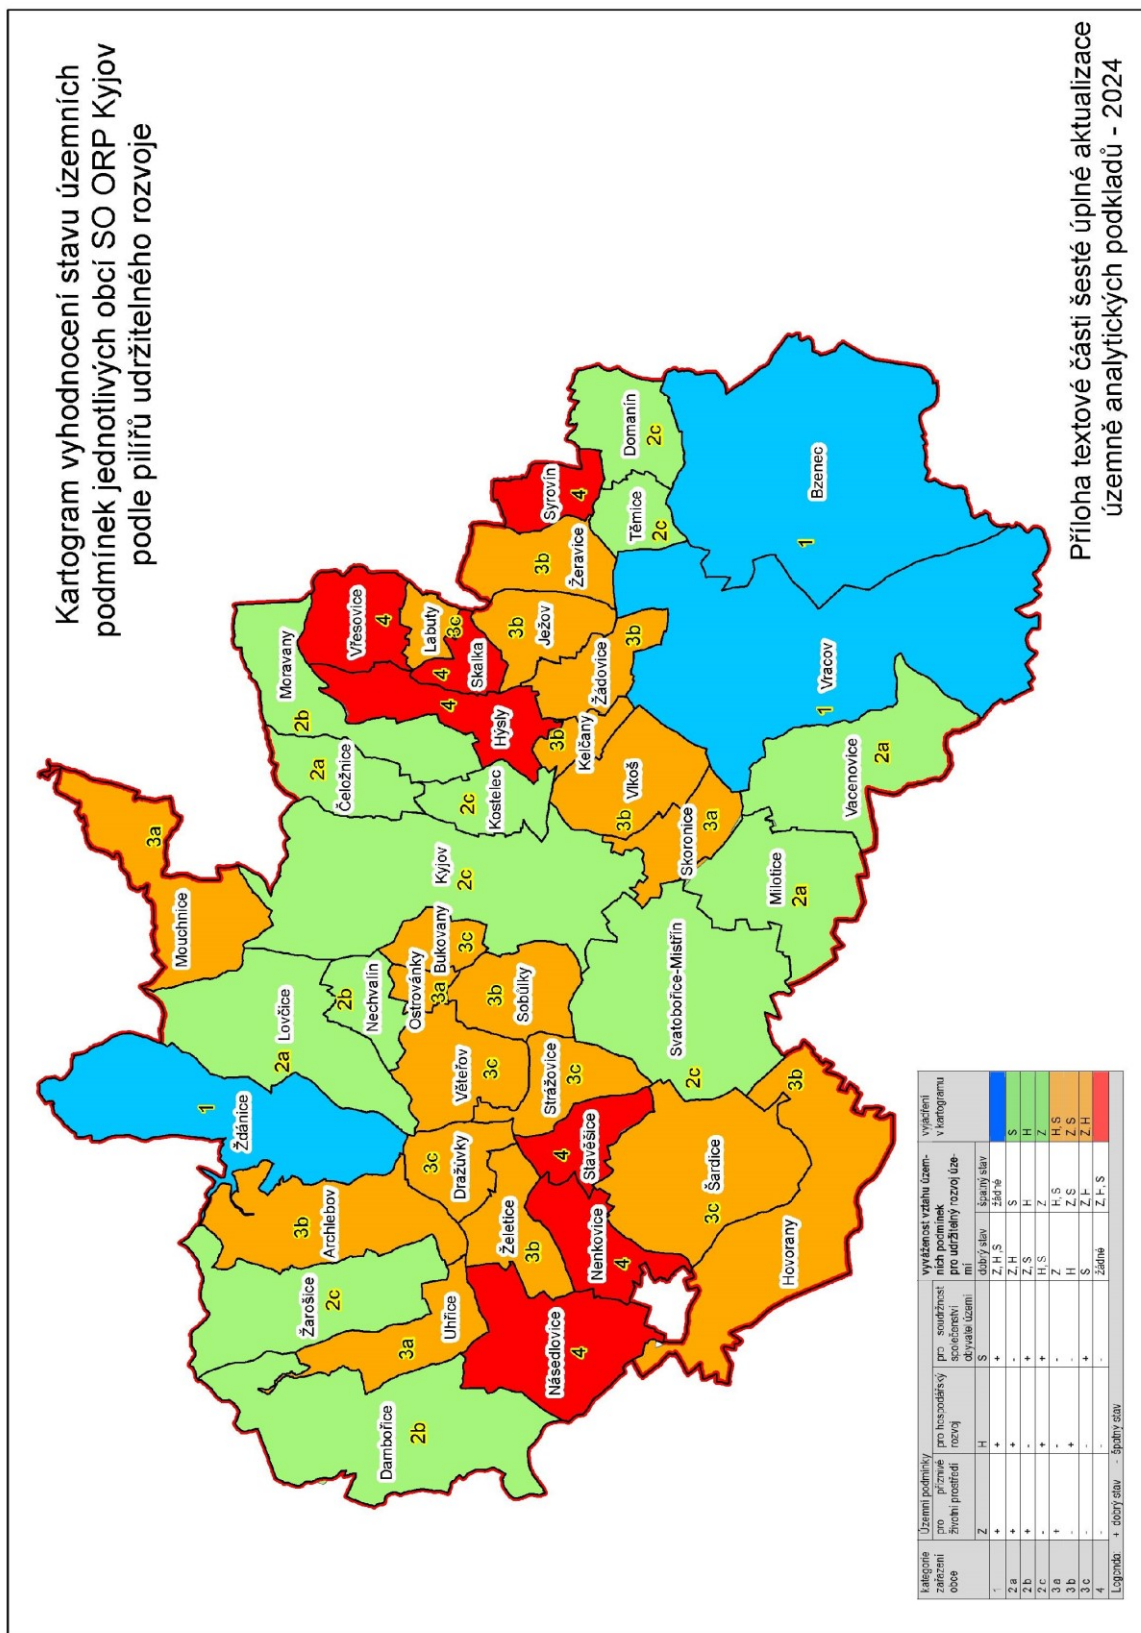 Kartogram vyhodnocení stavu územních
podmínek jednotlivých obcí SO ORP Kyjov
podle pilířů udržitelného rozvoje
Mouchnice
3a
Ždánice
1
Lovčice
2a
Moravany
2b
Čeložnice
2a
Vřesovice
4
Labuty
3c
Skalka
4
Hýsly
4
Kostelec
2c
Kyjov
2c
Nechvalín
2b
Ostrovánky
3a
Bukovany
3c
Archlebov
3b
Žarošice
2c
Uhřice
3a
Dambořice
2b
Dražůvky
3c
Věteřov
3c
Sobůlky
3b
Strážovice
3c
Želetice
3b
Stavěšice
4
Nenkovice
4
Násedlovice
4
Šardice
3c
Hovorany
3b
Svatobořice-Mistřín
2c
Milotice
2a
Vacenovice
2a
Skoronice
3a
Vlkoš
3b
Kelčany
3b
Žádovice
3b
Ježov
3b
Žeravice
3b
Syrovín
4
Těmice
2c
Domanín
2c
Vracov
1
Bzenec
1
kategorie zařazení obce
Územní podmínky
pro příznivé životní prostředí
pro hospodářský rozvoj
pro soudržnost společenství obyvatel území
vyváženost vztahu územních podmínek pro udržitelný rozvoj území
vyjádření v kartogramu
Z H S dobrý stav špatný stav
1 + + + Z, H, S žádné
2 a + + - Z, H S S
2 b + - + Z, S H H
2 c - + + H, S Z Z
3 a + - - Z H, S H, S
3 b - + - H Z, S Z, S
3 c - - + S Z, H Z H
4 - - - žádné Z, H, S
+ dobrý stav - špatný stav
Příloha textové části šesté úplné aktualizace
územně analytických podkladů - 2024